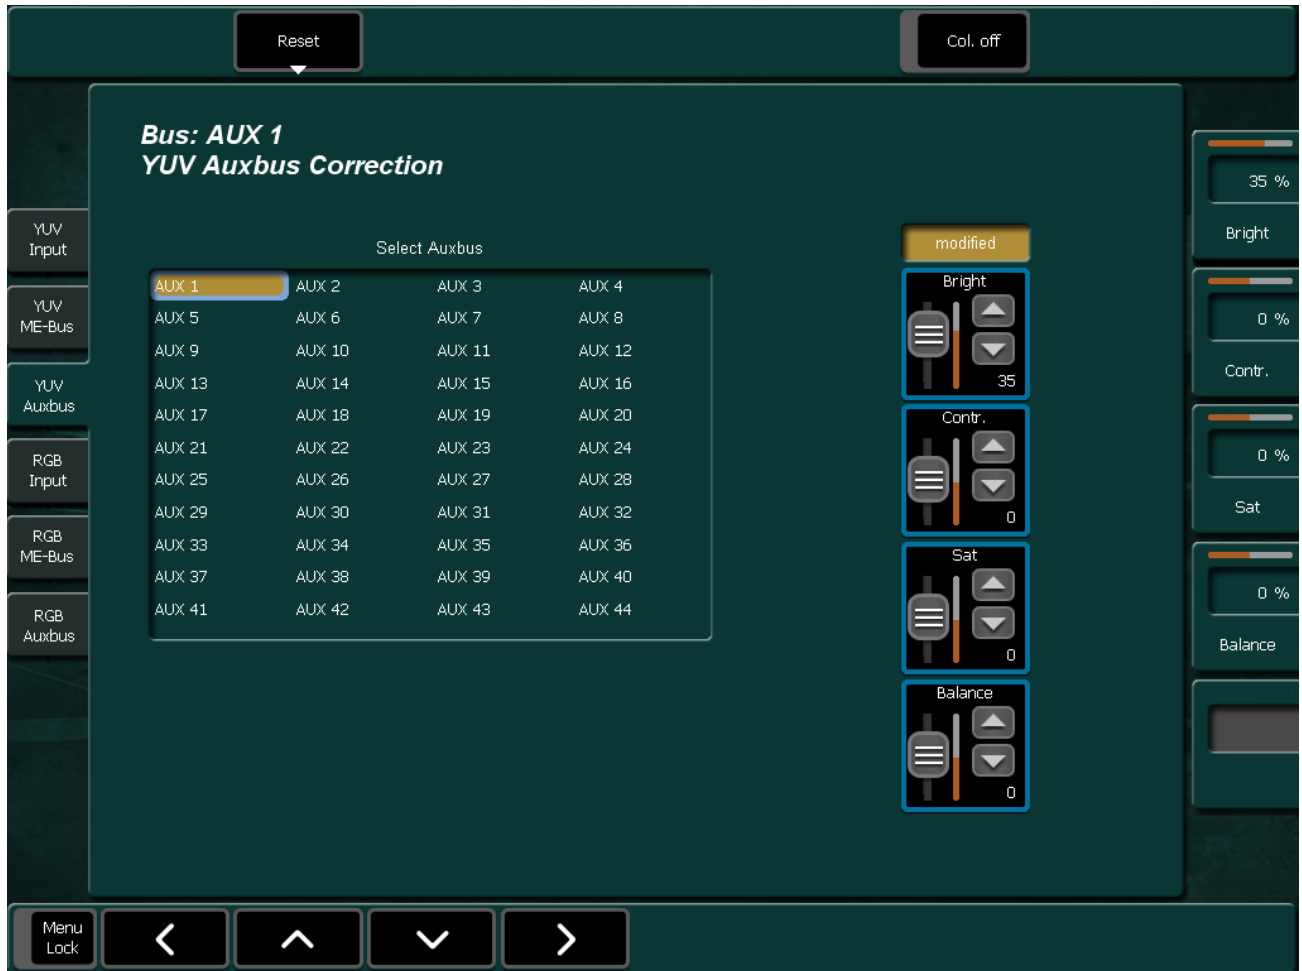 Reset
Col. off
Bus: AUX 1
YUV Auxbus Correction
YUV
Input
YUV
ME-Bus
YUV
Auxbus
RGB
Input
RGB
ME-Bus
RGB
Auxbus
Select Auxbus
AUX 1 AUX 2 AUX 3 AUX 4
AUX 5 AUX 6 AUX 7 AUX 8
AUX 9 AUX 10 AUX 11 AUX 12
AUX 13 AUX 14 AUX 15 AUX 16
AUX 17 AUX 18 AUX 19 AUX 20
AUX 21 AUX 22 AUX 23 AUX 24
AUX 25 AUX 26 AUX 27 AUX 28
AUX 29 AUX 30 AUX 31 AUX 32
AUX 33 AUX 34 AUX 35 AUX 36
AUX 37 AUX 38 AUX 39 AUX 40
AUX 41 AUX 42 AUX 43 AUX 44
modified
Bright
35
Contr.
0
Sat
0
Balance
0
35 %
Bright
0 %
Contr.
0 %
Sat
0 %
Balance
Menu
Lock